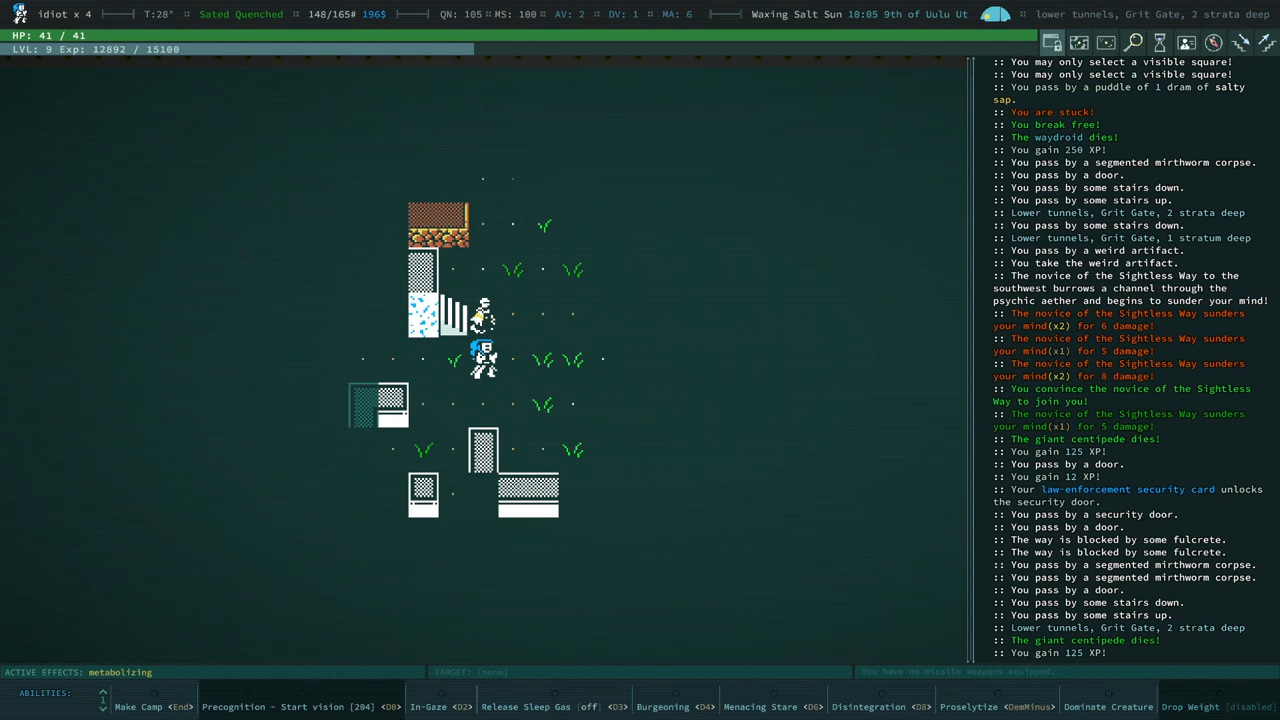 idiot x 4 T:28° Sated Quenched 148/165# 196$ QN: 105 MS: 100 AV: 2 DV: 1 MA: 6 Waxing Salt Sun 10:05 9th of Uulu Ut lower tunnels, Grit Gate, 2 strata deep
HP: 41 / 41
LVL: 9 Exp: 12892 / 15100
:: You may only select a visible square!
:: You may only select a visible square!
:: You pass by a puddle of 1 dram of salty
sap.
:: You are stuck!
:: You break free!
:: The waydroid dies!
:: You gain 250 XP!
:: You pass by a segmented mirthworm corpse.
:: You pass by a door.
:: You pass by some stairs down.
:: You pass by some stairs up.
:: Lower tunnels, Grit Gate, 2 strata deep
:: You pass by some stairs down.
:: Lower tunnels, Grit Gate, 1 stratum deep
:: You pass by a weird artifact.
:: You take the weird artifact.
:: The novice of the Sightless Way to the
southwest burrows a channel through the
psychic aether and begins to sunder your mind!
:: The novice of the Sightless Way sunders
your mind(x2) for 6 damage!
:: The novice of the Sightless Way sunders
your mind(x1) for 5 damage!
:: The novice of the Sightless Way sunders
your mind(x2) for 8 damage!
:: You convince the novice of the Sightless
Way to join you!
:: The novice of the Sightless Way sunders
your mind(x1) for 5 damage!
:: The giant centipede dies!
:: You gain 125 XP!
:: You pass by a door.
:: You gain 12 XP!
:: Your law-enforcement security card unlocks
the security door.
:: You pass by a security door.
:: You pass by a door.
:: The way is blocked by some fulcrete.
:: The way is blocked by some fulcrete.
:: You pass by a segmented mirthworm corpse.
:: You pass by a segmented mirthworm corpse.
:: You pass by a door.
:: You pass by some stairs down.
:: You pass by some stairs up.
:: Lower tunnels, Grit Gate, 2 strata deep
:: The giant centipede dies!
:: You gain 125 XP!
ACTIVE EFFECTS: metabolizing TARGET: [none] You have no missile weapons equipped.
ABILITIES: 1 Make Camp <End> Precognition - Start vision [204] <D0> In-Gaze <D2> Release Sleep Gas [off] <D3> Burgeoning <D4> Menacing Stare <D6> Disintegration <D8> Proselytize <OemMinus> Dominate Creature Drop Weight [disabled]